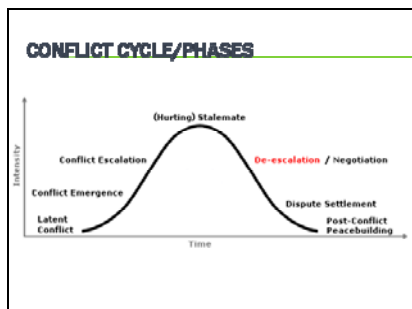 CONFLICT CYCLE/PHASES
(Hurting) Stalemate
Conflict Escalation
De-escalation / Negotiation
Intensity
Conflict Emergence
Dispute Settlement
Latent
Conflict
Post-Conflict
Peacebuilding
Time